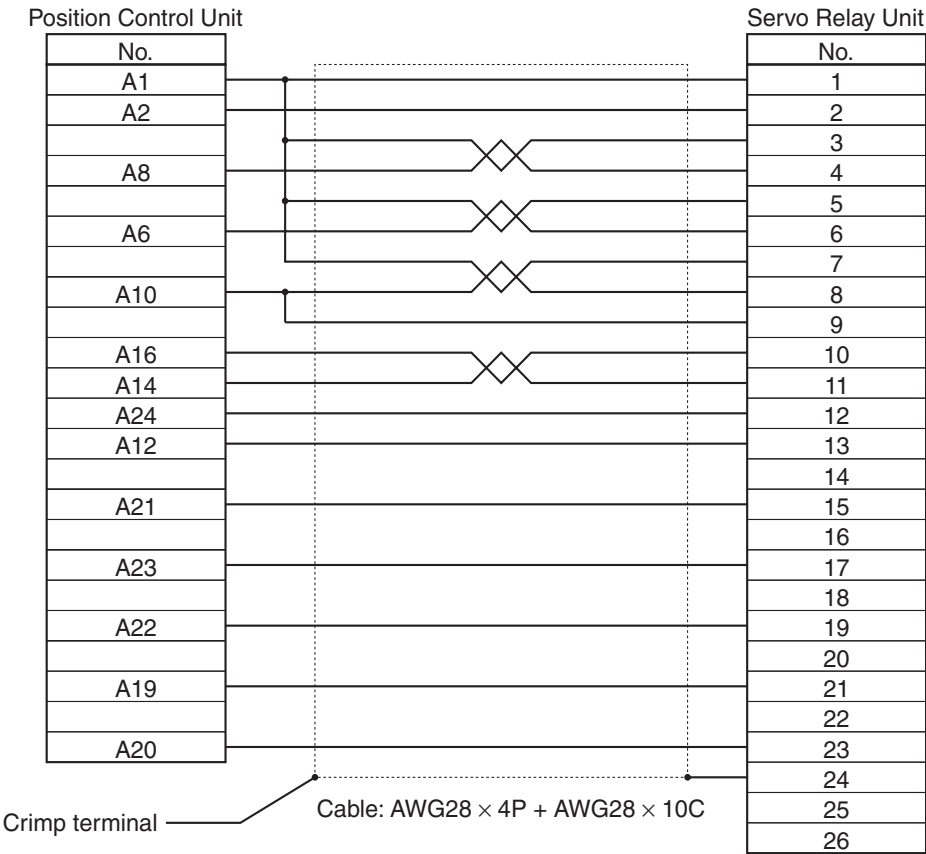 Position Control Unit Servo Relay Unit
No. No.
A1 1
A2 2
3
A8 4
5
A6 6
7
A10 8
9
A16 10
A14 11
A24 12
A12 13
14
A21 15
16
A23 17
18
A22 19
20
A19 21
22
A20 23
24
Cable: AWG28 × 4P + AWG28 × 10C 25
Crimp terminal
26